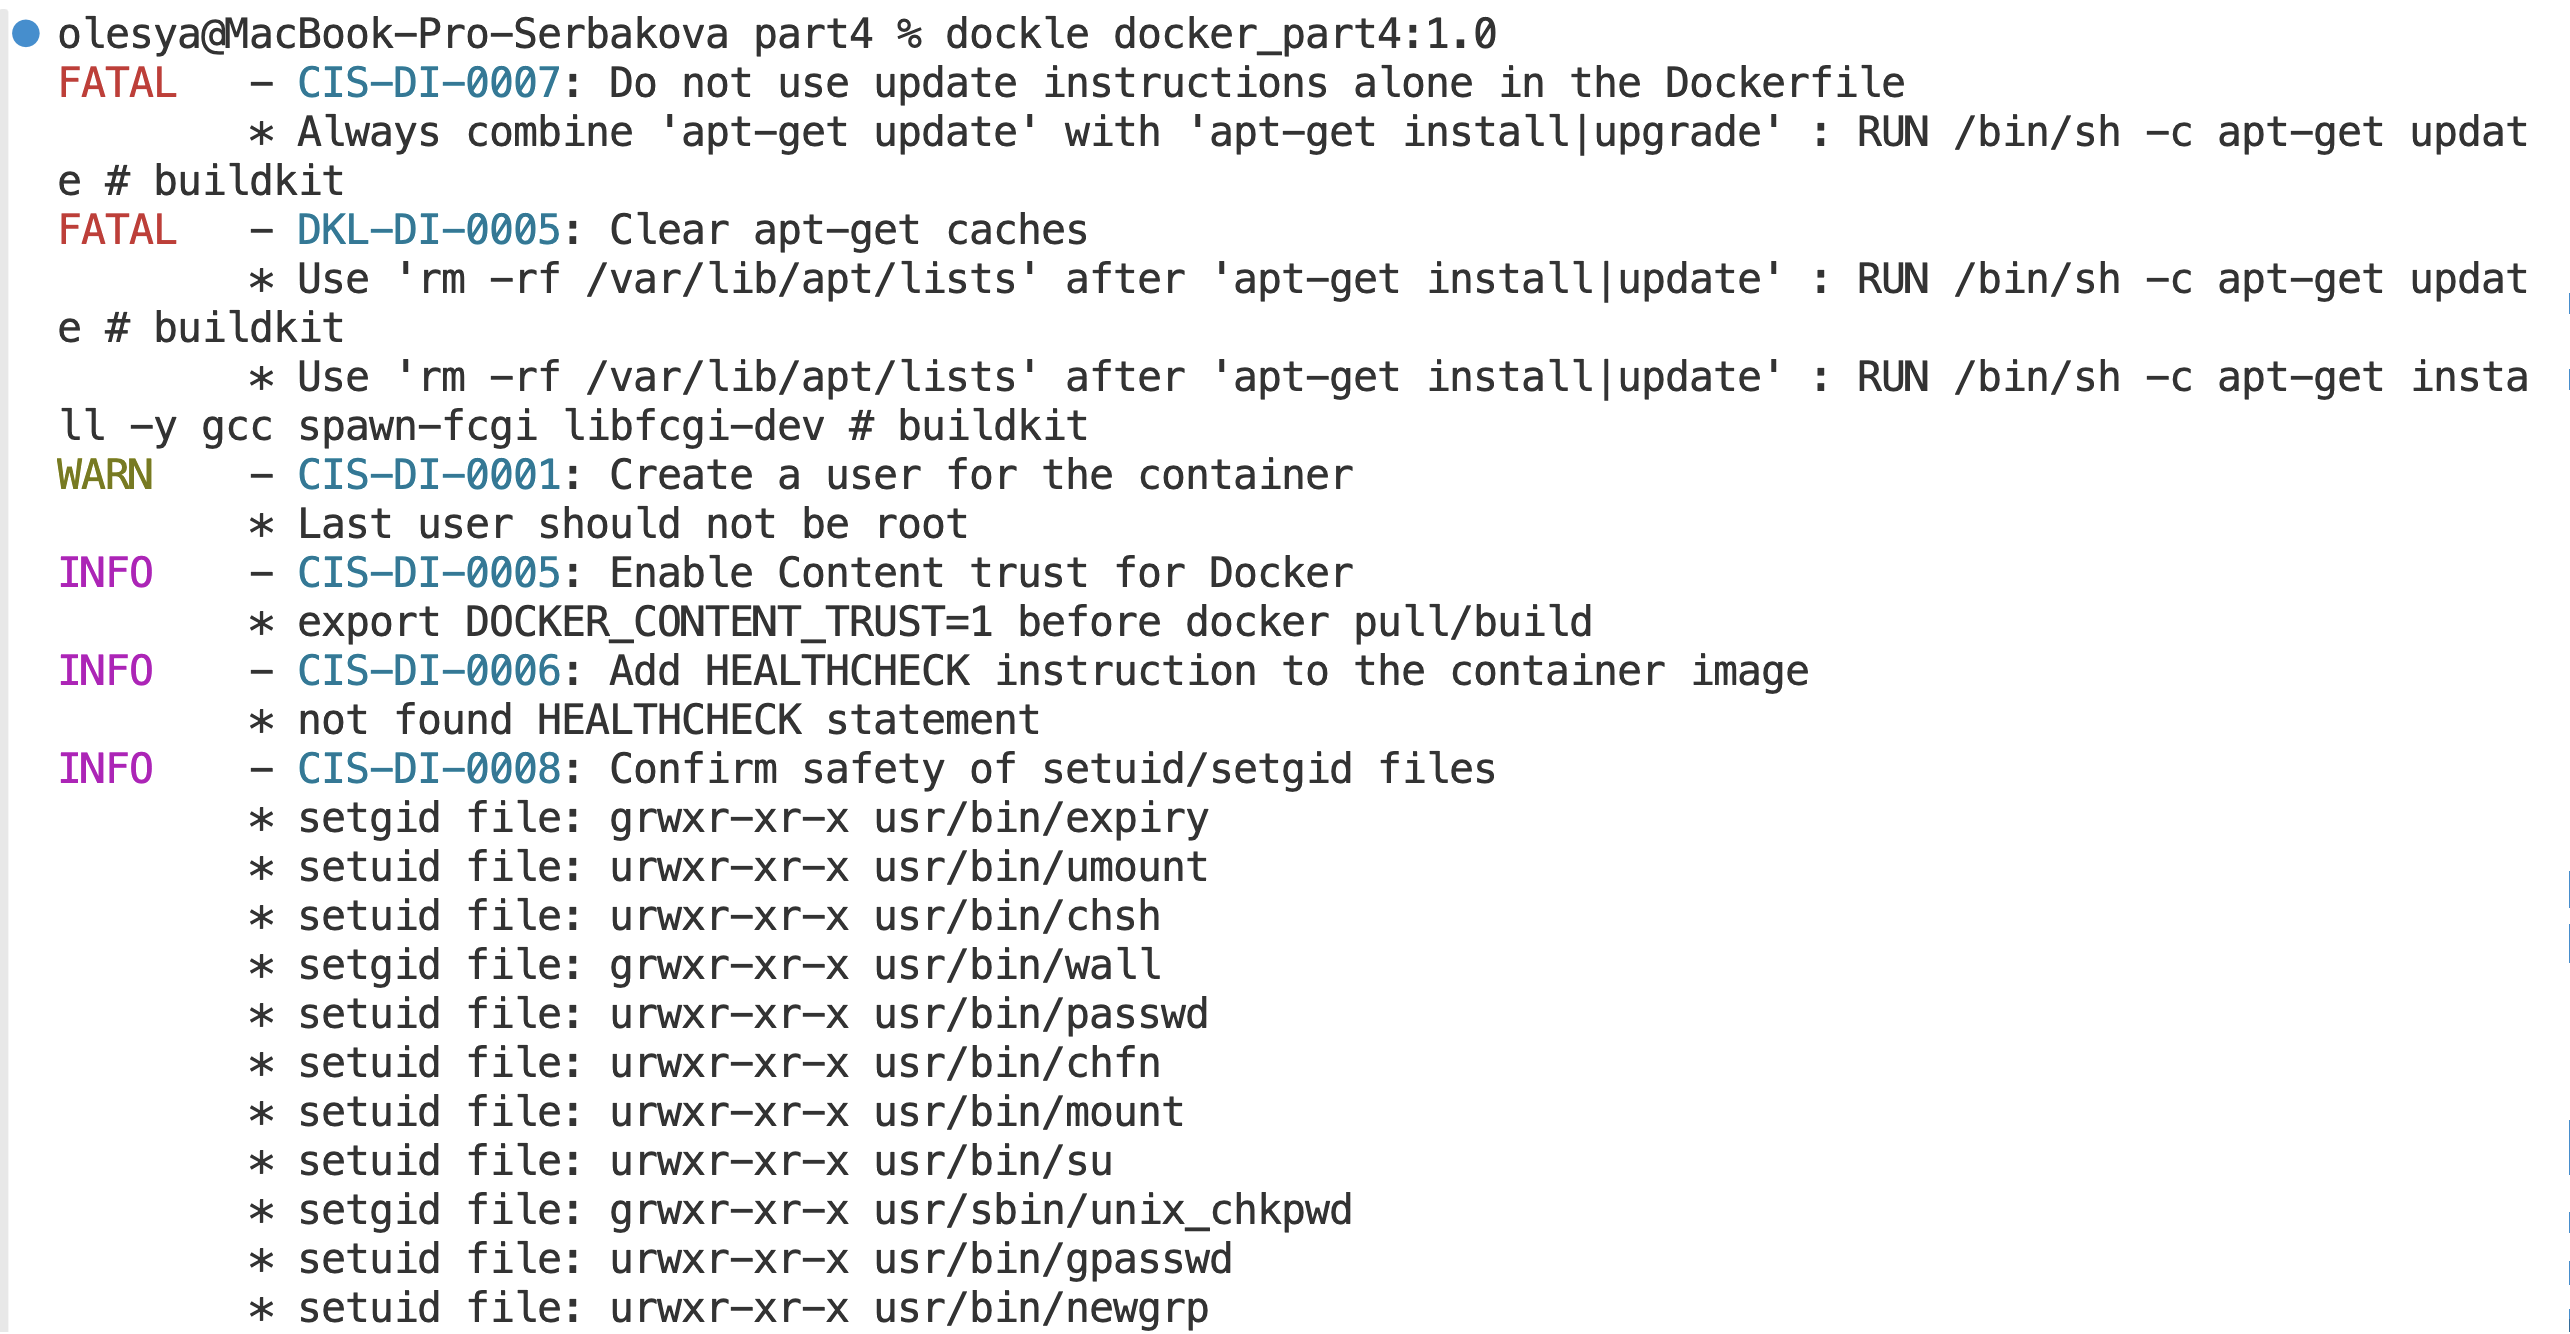 olesya@MacBook-Pro-Serbakova part4 % dockle docker_part4:1.0
FATAL   - CIS-DI-0007: Do not use update instructions alone in the Dockerfile
        * Always combine 'apt-get update' with 'apt-get install|upgrade' : RUN /bin/sh -c apt-get updat
e # buildkit
FATAL   - DKL-DI-0005: Clear apt-get caches
        * Use 'rm -rf /var/lib/apt/lists' after 'apt-get install|update' : RUN /bin/sh -c apt-get updat
e # buildkit
        * Use 'rm -rf /var/lib/apt/lists' after 'apt-get install|update' : RUN /bin/sh -c apt-get insta
ll -y gcc spawn-fcgi libfcgi-dev # buildkit
WARN    - CIS-DI-0001: Create a user for the container
        * Last user should not be root
INFO    - CIS-DI-0005: Enable Content trust for Docker
        * export DOCKER_CONTENT_TRUST=1 before docker pull/build
INFO    - CIS-DI-0006: Add HEALTHCHECK instruction to the container image
        * not found HEALTHCHECK statement
INFO    - CIS-DI-0008: Confirm safety of setuid/setgid files
        * setgid file: grwxr-xr-x usr/bin/expiry
        * setuid file: urwxr-xr-x usr/bin/umount
        * setuid file: urwxr-xr-x usr/bin/chsh
        * setgid file: grwxr-xr-x usr/bin/wall
        * setuid file: urwxr-xr-x usr/bin/passwd
        * setuid file: urwxr-xr-x usr/bin/chfn
        * setuid file: urwxr-xr-x usr/bin/mount
        * setuid file: urwxr-xr-x usr/bin/su
        * setgid file: grwxr-xr-x usr/sbin/unix_chkpwd
        * setuid file: urwxr-xr-x usr/bin/gpasswd
        * setuid file: urwxr-xr-x usr/bin/newgrp